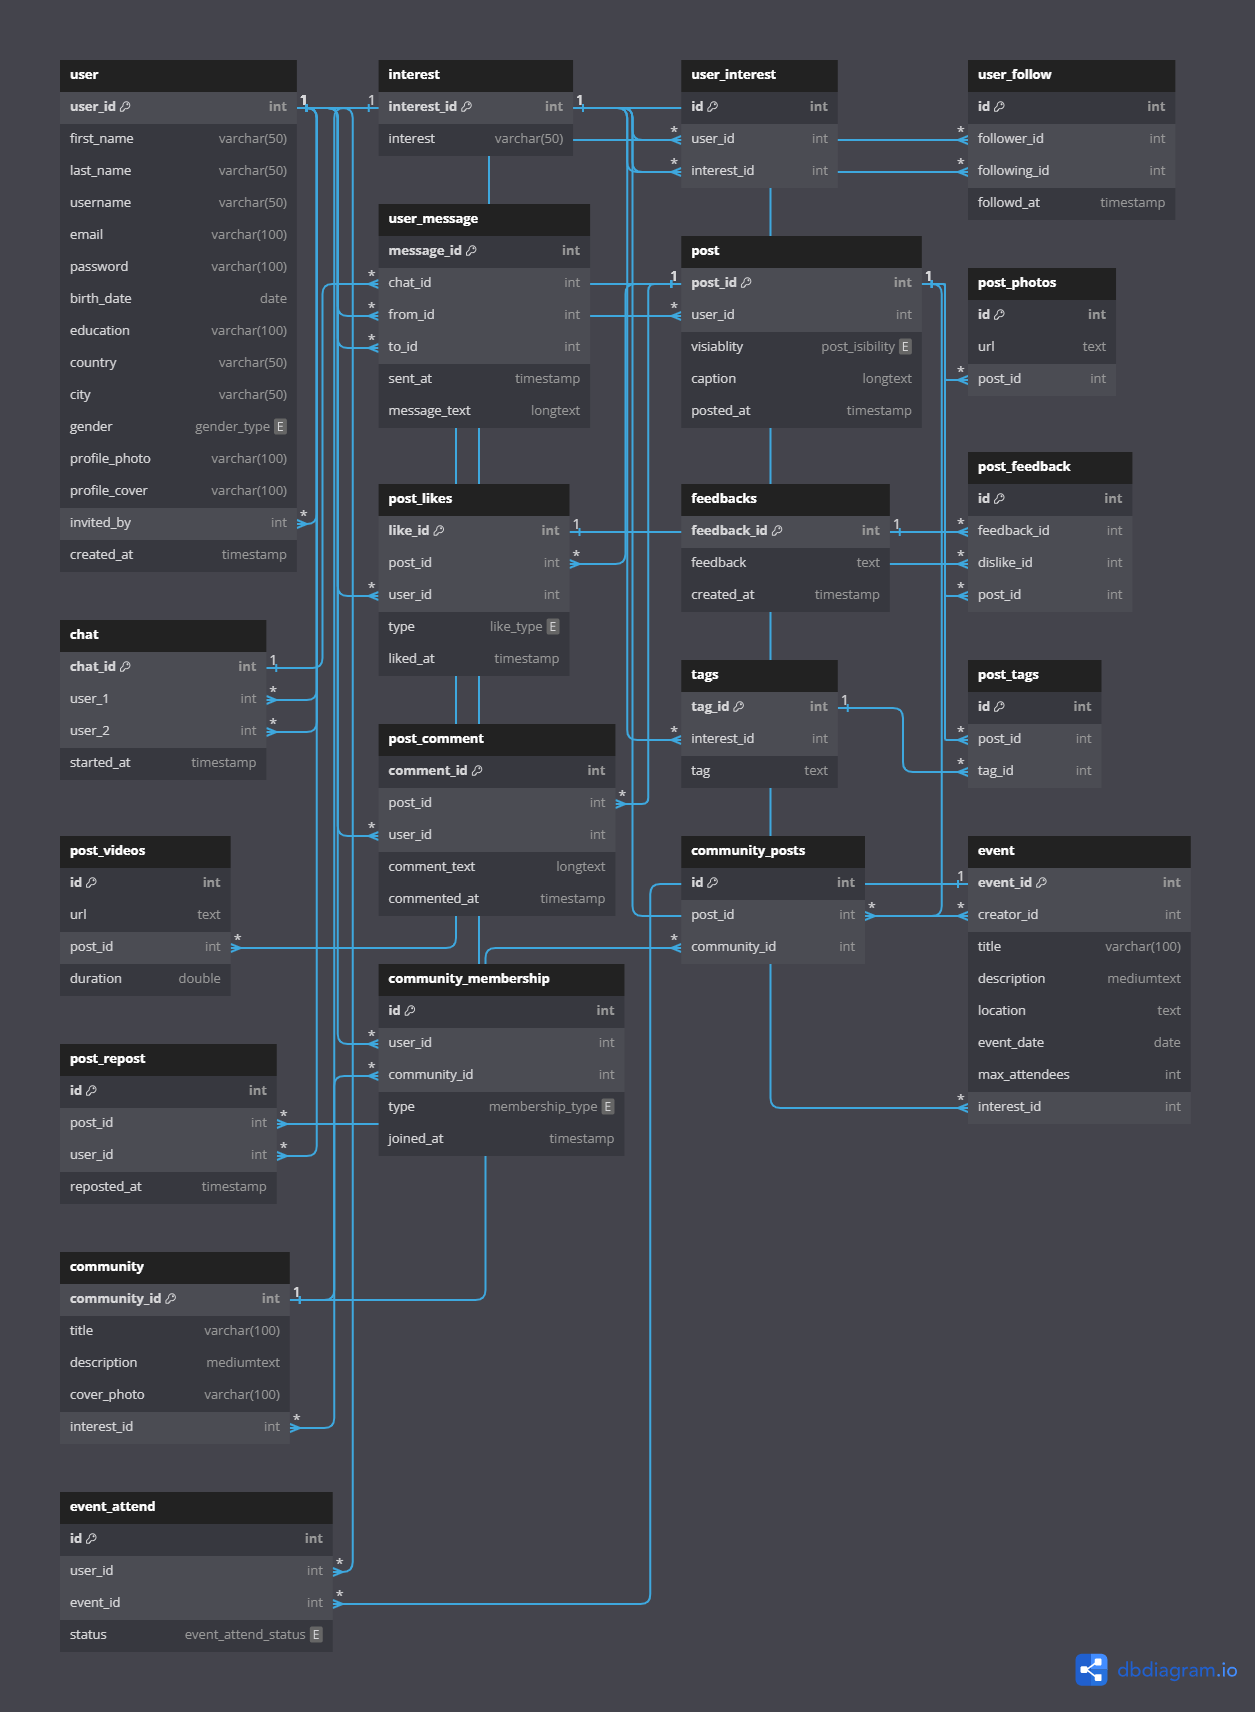 user
user_id int
first_name varchar(50)
last_name varchar(50)
username varchar(50)
email varchar(100)
password varchar(100)
birth_date date
education varchar(100)
country varchar(50)
city varchar(50)
gender gender_type E
profile_photo varchar(100)
profile_cover varchar(100)
invited_by int
created_at timestamp
chat
chat_id int
user_1 int
user_2 int
started_at timestamp
post_videos
id int
url text
post_id int
duration double
post_repost
id int
post_id int
user_id int
reposted_at timestamp
community
community_id int
title varchar(100)
description mediumtext
cover_photo varchar(100)
interest_id int
event_attend
id int
user_id int
event_id int
status event_attend_status E
interest
interest_id int
interest varchar(50)
user_message
message_id int
chat_id int
from_id int
to_id int
sent_at timestamp
message_text longtext
post_likes
like_id int
post_id int
user_id int
type like_type E
liked_at timestamp
post_comment
comment_id int
post_id int
user_id int
comment_text longtext
commented_at timestamp
community_membership
id int
user_id int
community_id int
type membership_type E
joined_at timestamp
user_interest
id int
user_id int
interest_id int
post
post_id int
user_id int
visiablity post_isibility E
caption longtext
posted_at timestamp
feedbacks
feedback_id int
feedback text
created_at timestamp
tags
tag_id int
interest_id int
tag text
community_posts
id int
post_id int
community_id int
user_follow
id int
follower_id int
following_id int
followd_at timestamp
post_photos
id int
url text
post_id int
post_feedback
id int
feedback_id int
dislike_id int
post_id int
post_tags
id int
post_id int
tag_id int
event
event_id int
creator_id int
title varchar(100)
description mediumtext
location text
event_date date
max_attendees int
interest_id int
dbdiagram.io